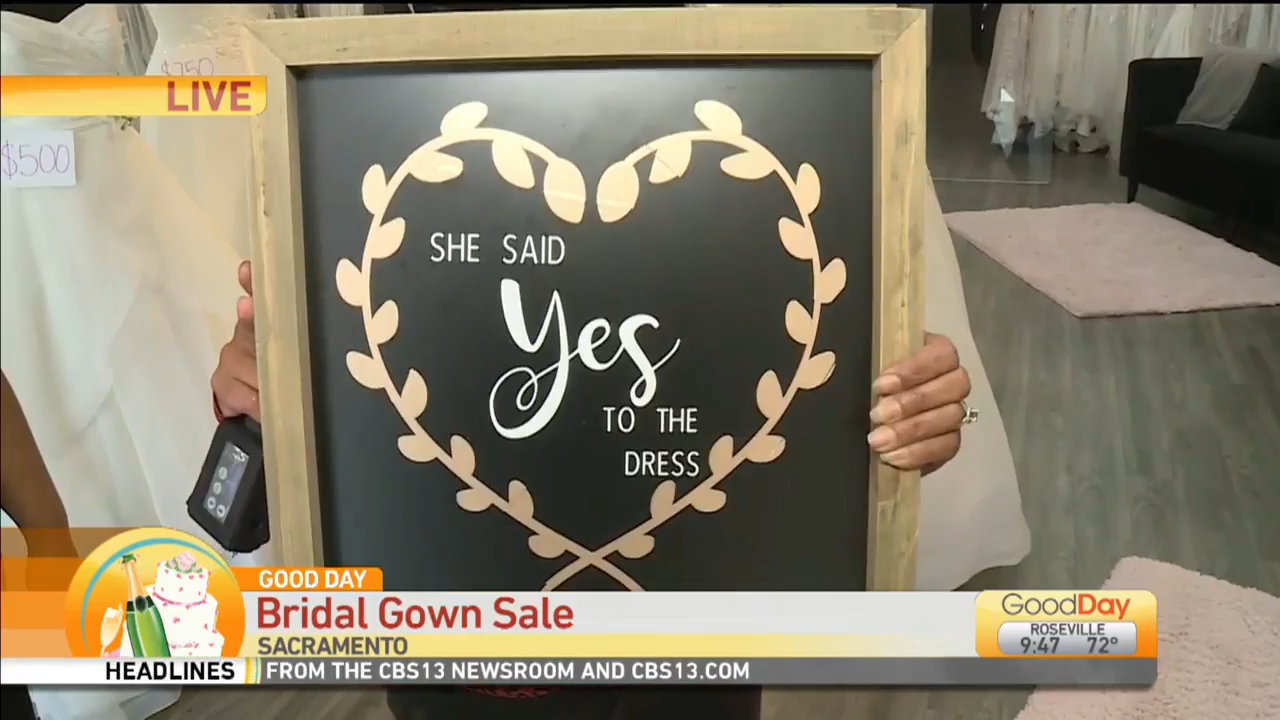 $750
LIVE
$500
SHE SAID
Yes
TO THE
DRESS
GOOD DAY
Bridal Gown Sale
SACRAMENTO
GoodDay
ROSEVILLE
9:47 72°
HEADLINES FROM THE CBS13 NEWSROOM AND CBS13.COM